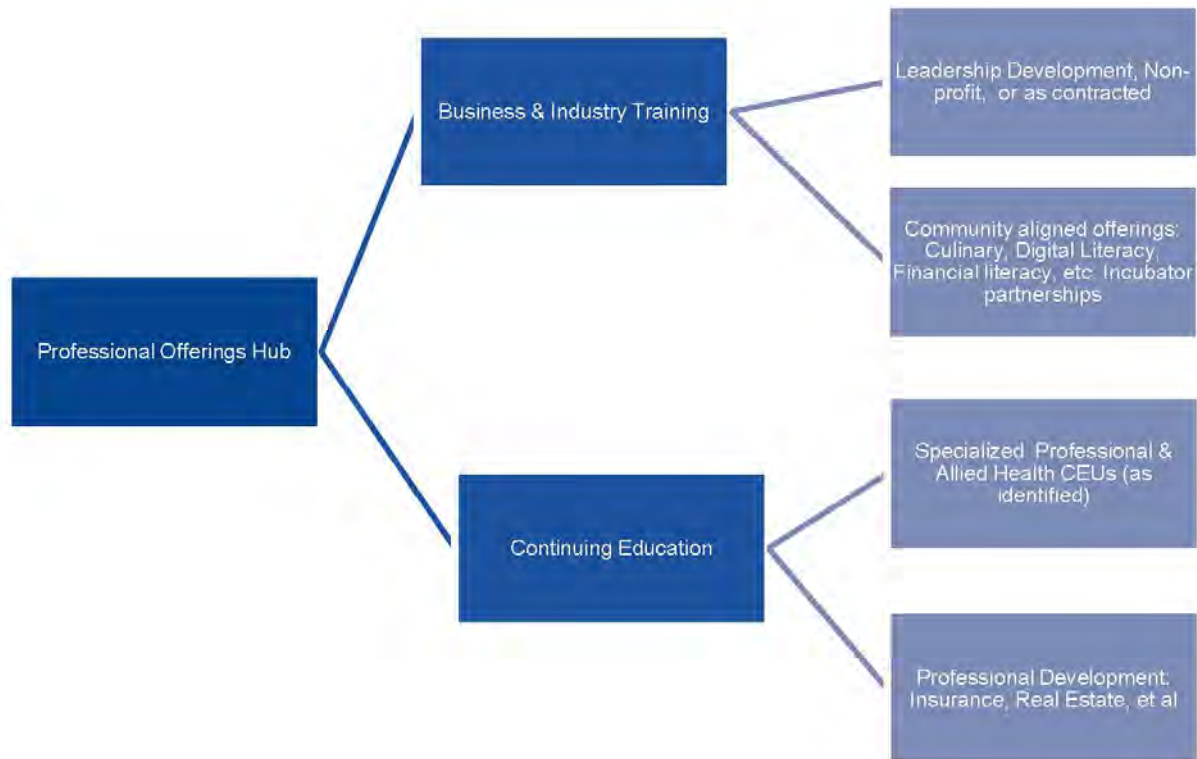 Leadership Development, Non-
profit,  or as contracted
Business & Industry Training
Community aligned offerings:
Culinary, Digital Literacy,
Financial literacy, etc. Incubator
partnerships
Professional Offerings Hub
Specialized  Professional &
Allied Health CEUs (as
identified)
Continuing Education
Professional Development:
Insurance, Real Estate, et al